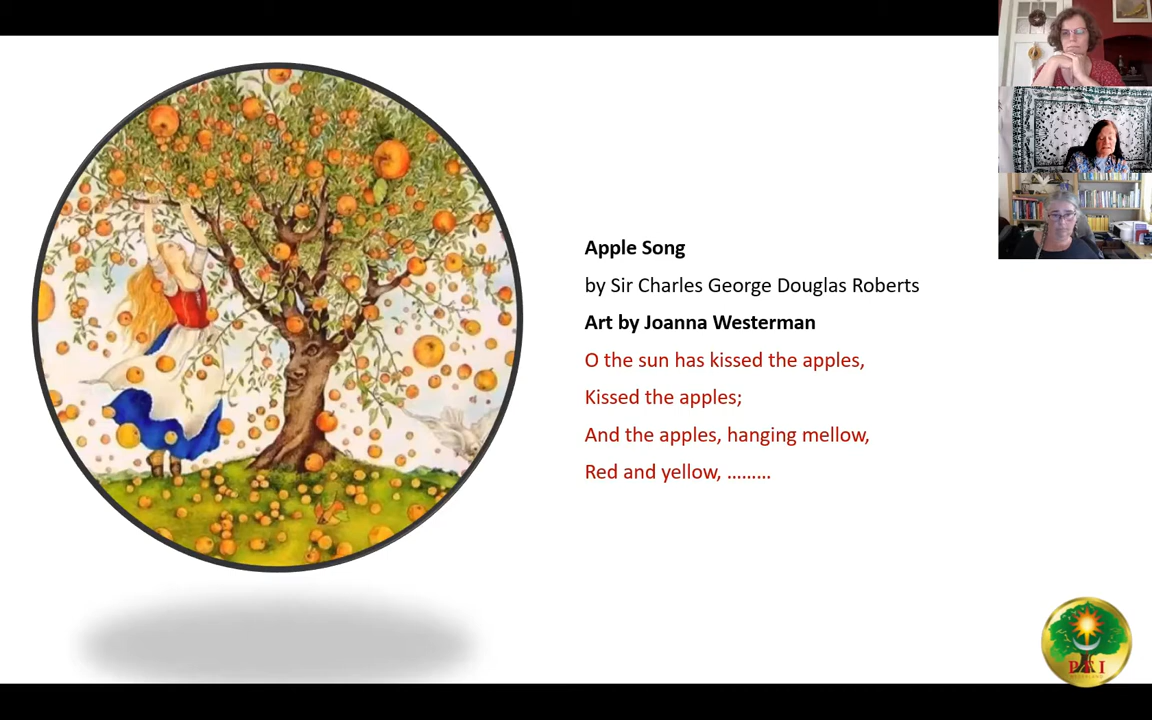 Apple Song
by Sir Charles George Douglas Roberts
Art by Joanna Westerman
O the sun has kissed the apples,
Kissed the apples;
And the apples, hanging mellow,
Red and yellow, .........